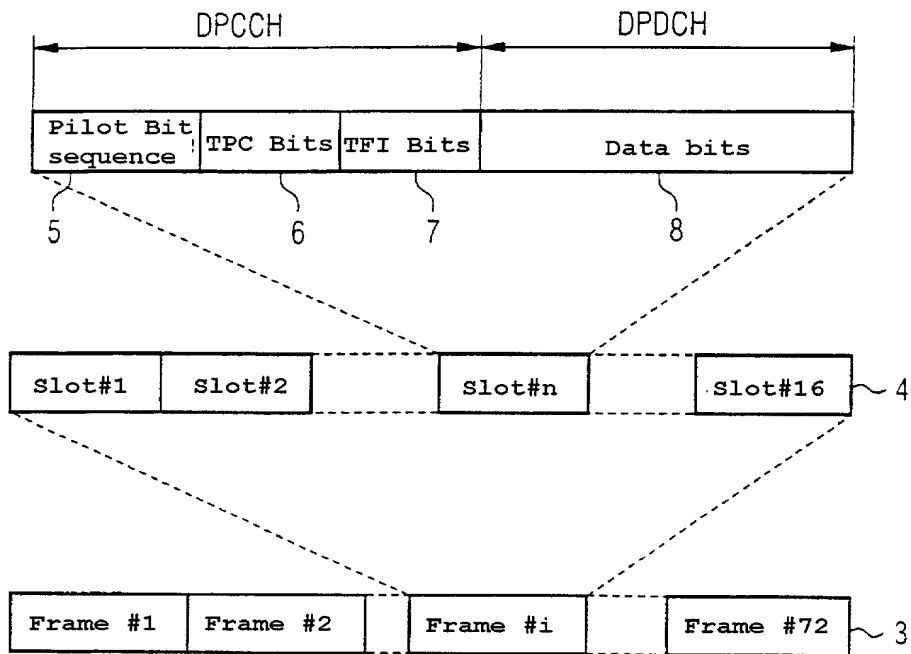 DPCCH DPDCH
Pilot Bit sequence TPC Bits TFI Bits Data bits
5 6 7 8
Slot#1 Slot#2 Slot#n Slot#16 4
Frame #1 Frame #2 Frame #i Frame #72 3